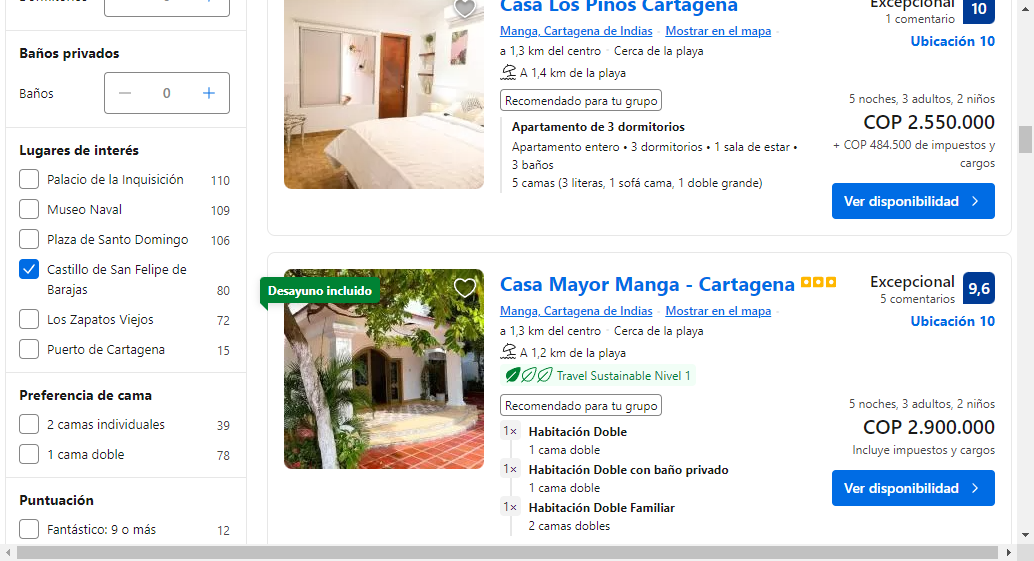 Dormitorios
0
Baños privados
Baños
0
Lugares de interés
Palacio de la Inquisición 110
Museo Naval 109
Plaza de Santo Domingo 106
Castillo de San Felipe de
Barajas 80
Los Zapatos Viejos 72
Puerto de Cartagena 15
Preferencia de cama
2 camas individuales 39
1 cama doble 78
Puntuación
Fantástico: 9 o más 12
Casa Los Pinos Cartagena
Manga, Cartagena de Indias · Mostrar en el mapa ·
a 1,3 km del centro · Cerca de la playa
A 1,4 km de la playa
Recomendado para tu grupo
Apartamento de 3 dormitorios
Apartamento entero • 3 dormitorios • 1 sala de estar •
3 baños
5 camas (3 literas, 1 sofá cama, 1 doble grande)
Excepcional
1 comentario
10
Ubicación 10
5 noches, 3 adultos, 2 niños
COP 2.550.000
+ COP 484.500 de impuestos y
cargos
Ver disponibilidad
Desayuno incluido
Casa Mayor Manga - Cartagena
Manga, Cartagena de Indias · Mostrar en el mapa ·
a 1,3 km del centro · Cerca de la playa
A 1,2 km de la playa
Travel Sustainable Nivel 1
Recomendado para tu grupo
1× Habitación Doble
1 cama doble
1× Habitación Doble con baño privado
1 cama doble
1× Habitación Doble Familiar
2 camas dobles
Excepcional
5 comentarios
9,6
Ubicación 10
5 noches, 3 adultos, 2 niños
COP 2.900.000
Incluye impuestos y cargos
Ver disponibilidad